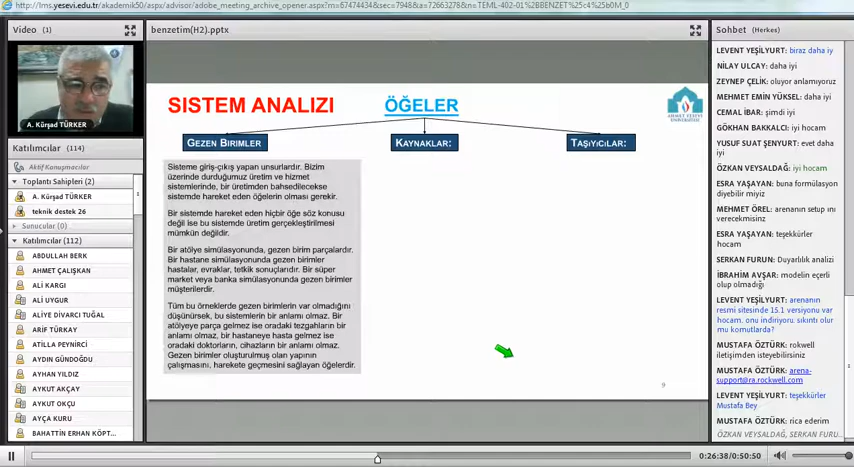 http://lms.yesevi.edu.tr/akademik50/aspx/advisor/adobe_meeting_archive_opener.aspx?m=67474434&sec=7948&a=72663278&n=TEML-402-01%2BBENZET%25c4%25b0M_0
Video (1)
A. Kürşad TÜRKER
Katılımcılar (114)
Aktif Konuşmacılar
Toplantı Sahipleri (2)
A. Kürşad TÜRKER
teknik destek 26
Sunucular (0)
Katılımcılar (112)
ABDULLAH BERK
AHMET ÇALIŞKAN
ALİ KARGI
ALİ UYGUR
ALİYE DİVARCI TUĞAL
ARİF TÜRKAY
ATİLLA PEYNİRCİ
AYDIN GÜNDOĞDU
AYHAN YILDIZ
AYKUT AKÇAY
AYKUT OKÇU
AYÇA KURU
BAHATTİN ERHAN KÖPT...
benzetim(H2).pptx
SISTEM ANALIZI
ÖĞELER
AHMET YESEVİ
ÜNİVERSİTESİ
GEZEN BIRIMLER
KAYNAKLAR:
TAŞıYıCıLAR:
Sisteme giriş-çıkış yapan unsurlardır. Bizim
üzerinde durduğumuz üretim ve hizmet
sistemlerinde, bir üretimden bahsedilecekse
sistemde hareket eden öğelerin olması gerekir.
Bir sistemde hareket eden hiçbir öğe söz konusu
değil ise bu sistemde üretim gerçekleştirilmesi
mümkün değildir.
Bir atölye simülasyonunda, gezen birim parçalardır.
Bir hastane simülasyonunda gezen birimler
hastalar, evraklar, tetkik sonuçlarıdır. Bir süper
market veya banka simülasyonunda gezen birimler
müşterilerdir.
Tüm bu örneklerde gezen birimlerin var olmadığını
düşünürsek, bu sistemlerin bir anlamı olmaz. Bir
atölyeye parça gelmez ise oradaki tezgahların bir
anlamı olmaz, bir hastaneye hasta gelmez ise
oradaki doktorların, cihazların bir anlamı olmaz.
Gezen birimler oluşturulmuş olan yapının
çalışmasını, harekete geçmesini sağlayan öğelerdir.
9
Sohbet (Herkes)
LEVENT YEŞİLYURT: biraz daha iy
NİLAY ULCAY: daha iyi
ZEYNEP ÇELİK: oluyor anlamıyoruz
MEHMET EMİN YÜKSEL: daha iyi
CEMAL İBAR: şimdi iyi
GÖKHAN BAKKALCI: iyi hocam
YUSUF SUAT ŞENYURT: evet daha
iyi
ÖZKAN VEYSALDAĞ: iyi hocam
ESRA YAŞAYAN: buna formülasyon
diyebilir miyiz
MEHMET ÖREL: arenanın setup ını
verecekmisiniz
ESRA YAŞAYAN: teşekkürler
hocam
SERKAN FURUN: Duyarlılık analizi
İBRAHİM AVŞAR: modelin eçerli
olup olmadığı
LEVENT YEŞİLYURT: arenanın
resmi sitesinde 15.1 versiyonu var
hocam. onu indiriyoru. sıkıntı olur
mu komutlarda?
MUSTAFA ÖZTÜRK: rokwell
iletişimden isteyebilirsiniz
MUSTAFA ÖZTÜRK: arena-
support@ra.rockwell.com
LEVENT YEŞİLYURT: teşekkürler
Mustafa Bey
MUSTAFA ÖZTÜRK: rica ederim
ÖZKAN VEYSALDAĞ, SERKAN FURU...
0:26:38/0:50:50